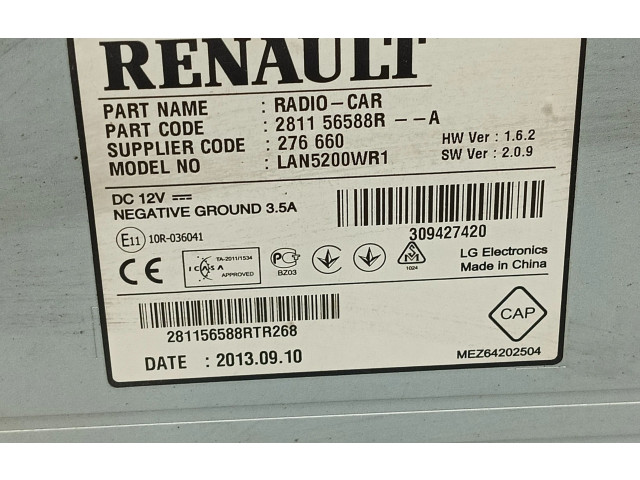 RENAULT
PART NAME : RADIO-CAR
PART CODE : 2811 56588R --A
SUPPLIER CODE : 276 660
MODEL NO : LAN5200WR1
HW Ver : 1.6.2
SW Ver : 2.0.9
DC 12V
NEGATIVE GROUND 3.5A
309427420
E11 10R-036041
CE
ICASA
TA-2011/1534
APPROVED
BZ03
1024
LG Electronics
Made in China
281156588RTR268
CAP
DATE : 2013.09.10
MEZ64202504